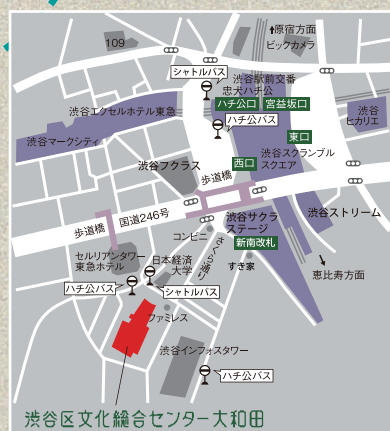 ↑原宿方面
109
ビックカメラ
シャトルバス
渋谷駅前交番
忠犬ハチ公
ハチ公口
宮益坂口
渋谷エクセルホテル東急
ハチ公バス
渋谷
ヒカリエ
渋谷マークシティ
東口
渋谷スクランブル
スクエア
西口
渋谷フクラス
歩道橋
国道246号
歩道橋
渋谷サクラ
ステージ
渋谷ストリーム
コンビニ
さくら通り
新南改札
セルリアンタワー
東急ホテル
日本経済
大学
すき家
恵比寿方面
ハチ公バス
シャトルバス
ファミレス
渋谷インフォスタワー
ハチ公バス
渋谷区文化総合センター大和田